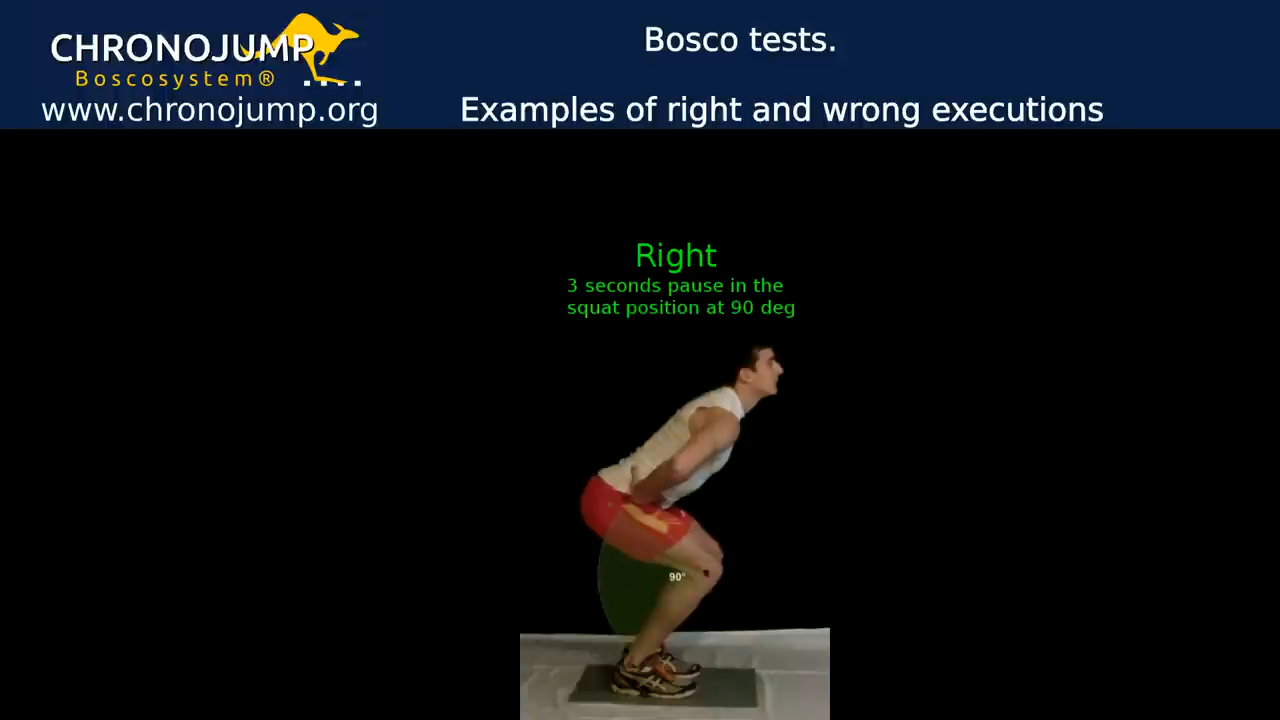 CHRONOJUMP
Boscosystem®
www.chronojump.org
Bosco tests.
Examples of right and wrong executions
Right
3 seconds pause in the
squat position at 90 deg
90°